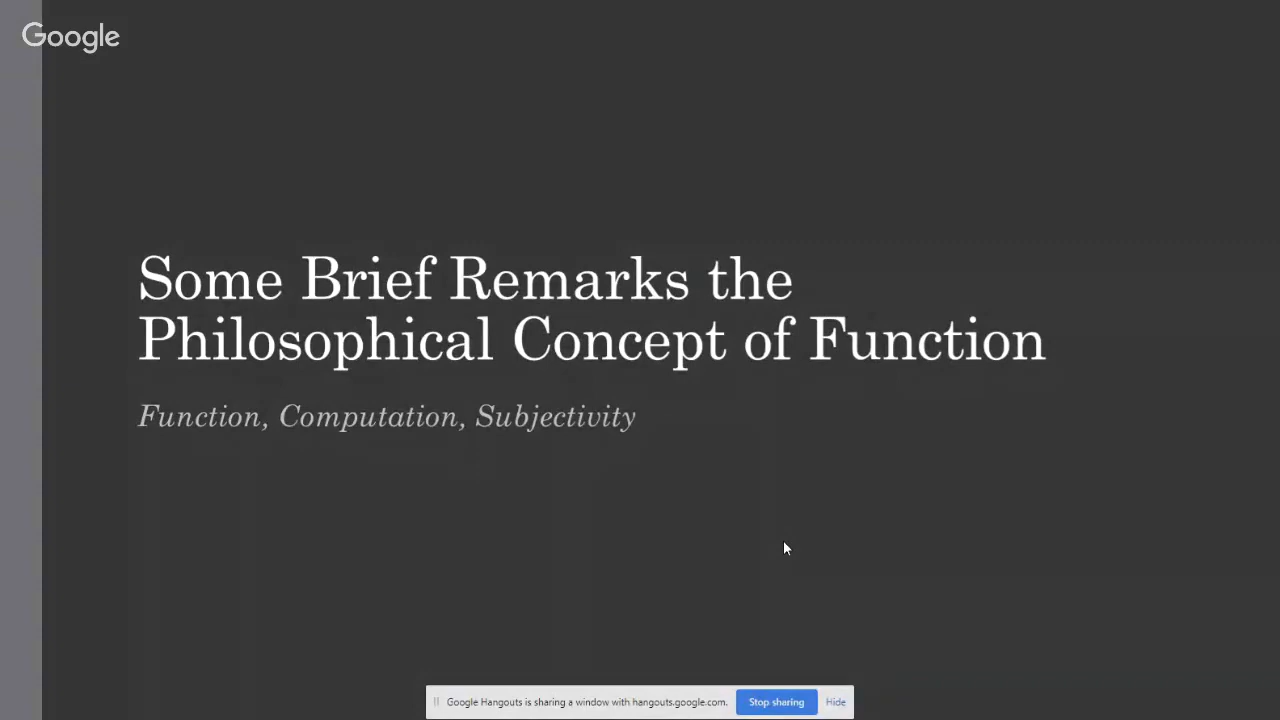 Google
Some Brief Remarks the
Philosophical Concept of Function
Function, Computation, Subjectivity
Google Hangouts is sharing a window with hangouts.google.com. Stop sharing Hide